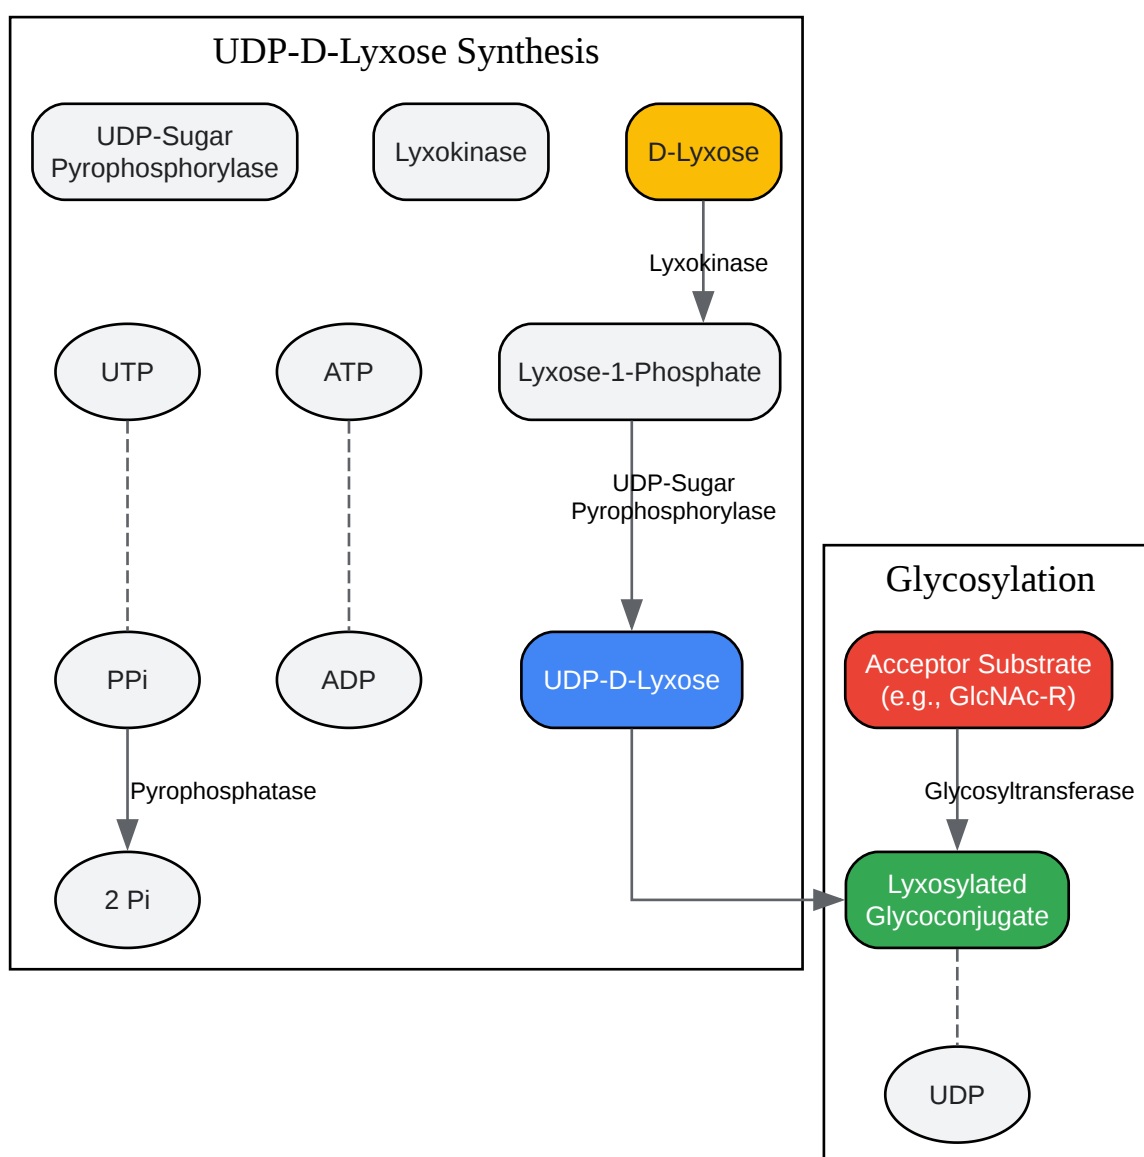 UDP-D-Lyxose Synthesis
UDP-Sugar
Pyrophosphorylase
Lyxokinase
D-Lyxose
Lyxokinase
UTP
ATP
Lyxose-1-Phosphate
UDP-Sugar
Pyrophosphorylase
PPi
ADP
UDP-D-Lyxose
Pyrophosphatase
2 Pi
Glycosylation
Acceptor Substrate
(e.g., GlcNAc-R)
Glycosyltransferase
Lyxosylated
Glycoconjugate
UDP